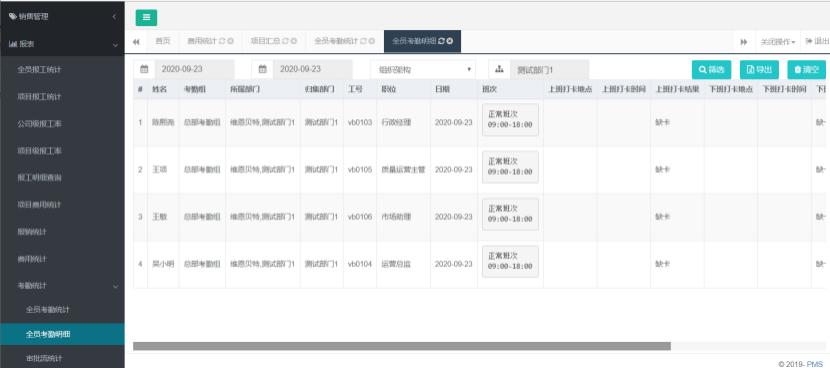 销售管理
报表
全员报工统计
项目报工统计
公司级报工率
项目级报工率
报工明细查询
项目费用统计
报销统计
费用统计
考勤统计
全员考勤统计
全员考勤明细
审批流统计
首页 费用统计 项目汇总 全员考勤统计 全员考勤明细 关闭操作 退出
2020-09-23 2020-09-23 组织架构 测试部门1 筛选 导出 清空
# 姓名 考勤组 所属部门 归集部门 工号 职位 日期 班次 上班打卡地点 上班打卡时间 上班打卡结果 下班打卡地点 下班打卡时间 下
1 陈熙尧 总部考勤组 维恩贝特,测试部门1 测试部门1 vb0103 行政经理 2020-09-23 正常班次 缺卡 缺
09:00-18:00
2 王项 总部考勤组 维恩贝特,测试部门1 测试部门1 vb0105 质量运营主管 2020-09-23 正常班次 缺卡 缺
09:00-18:00
3 王敏 总部考勤组 维恩贝特,测试部门1 测试部门1 vb0106 市场助理 2020-09-23 正常班次 缺卡 缺
09:00-18:00
4 吴小明 总部考勤组 维恩贝特,测试部门1 测试部门1 vb0104 运营总监 2020-09-23 正常班次 缺卡 缺
09:00-18:00
© 2019- PMS